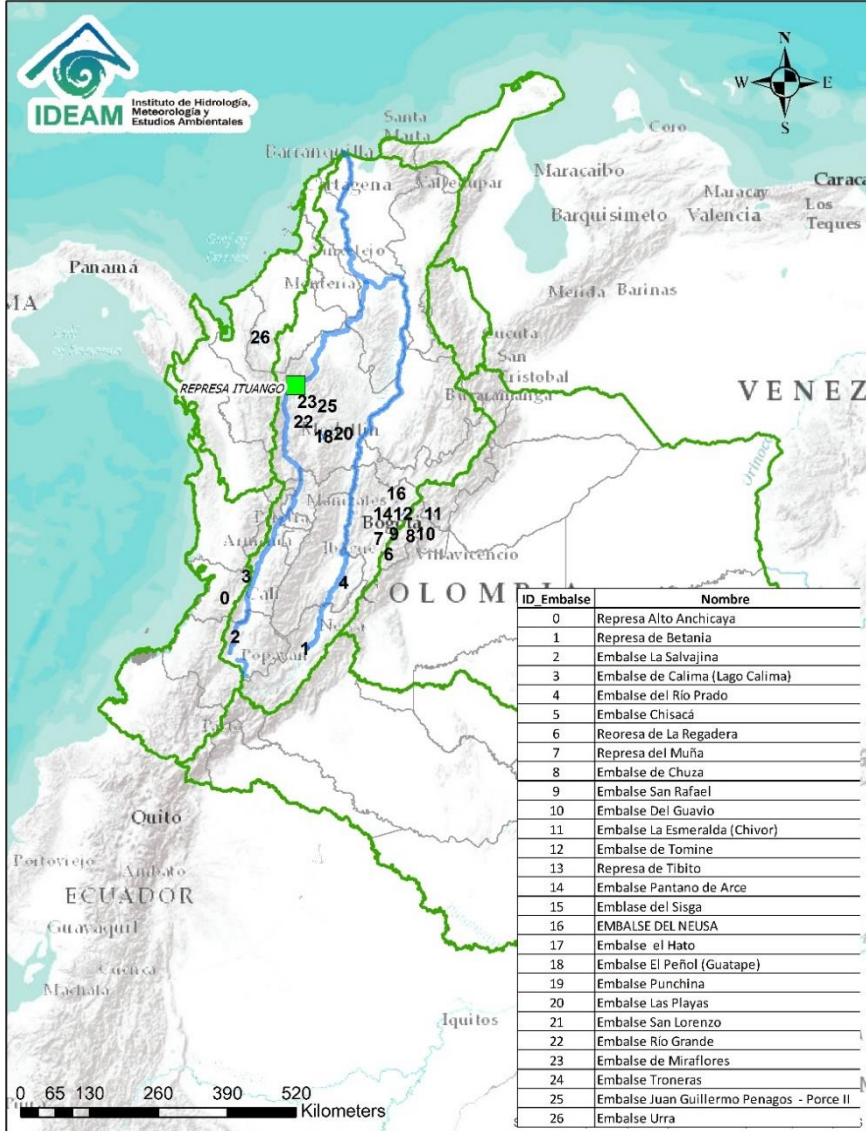 IDEAM
Instituto de Hidrología,
Meteorología y
Estudios Ambientales
N
W E
S
Santa
Marta
Barranquilla
Cartagena
Valledupar
Coro
Maracaibo
Maracay
Caraca
Barquisimeto
Valencia
Los
Teques
Sincelejo
Panamá
Montería
Merida
Barinas
MA
26
Cucuta
San
Cristobal
REPRESA ITUANGO
Bucaramanga
VENEZ
23
25
22
Medellin
18
20
Orinoco
16
Manizales
14
12
11
Bogota
Pereira
7
9
8
10
Armenia
Ibague
6
Villavicencio
3
4
0
Cali
COLOMBIA
2
Neiva
1
Popayan
Pasto
Quito
Portoviejo
Ambato
ECUADOR
Guayaquil
Cuenca
Machala
Iquitos
ID_Embalse Nombre
0 Represa Alto Anchicaya
1 Represa de Betania
2 Embalse La Salvajina
3 Embalse de Calima (Lago Calima)
4 Embalse del Río Prado
5 Embalse Chisacá
6 Reoresa de La Regadera
7 Represa del Muña
8 Embalse de Chuza
9 Embalse San Rafael
10 Embalse Del Guavio
11 Embalse La Esmeralda (Chivor)
12 Embalse de Tomine
13 Represa de Tibito
14 Embalse Pantano de Arce
15 Emblase del Sisga
16 EMBALSE DEL NEUSA
17 Embalse el Hato
18 Embalse El Peñol (Guatape)
19 Embalse Punchina
20 Embalse Las Playas
21 Embalse San Lorenzo
22 Embalse Río Grande
23 Embalse de Miraflores
24 Embalse Troneras
25 Embalse Juan Guillermo Penagos - Porce II
26 Embalse Urra
0 65 130 260 390 520
Kilometers